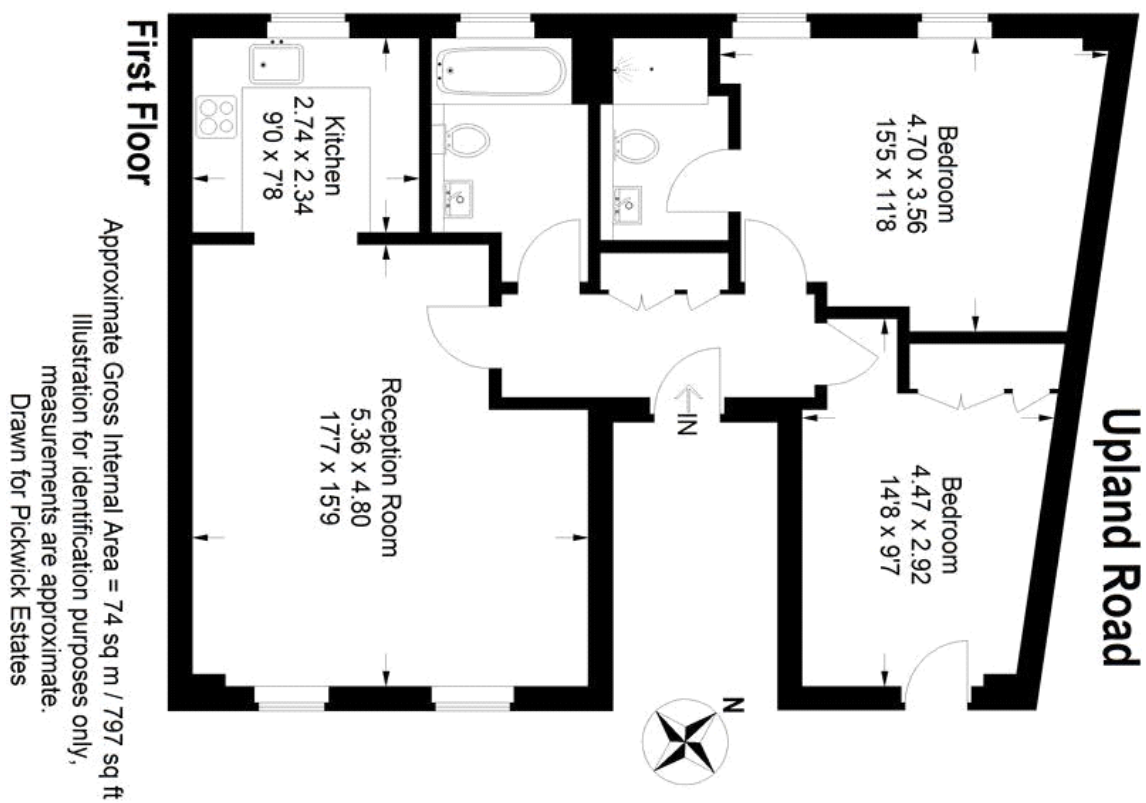 Upland Road
Bedroom
4.70 x 3.56
15'5 x 11'8
Bedroom
4.47 x 2.92
14'8 x 9'7
IN
N
Kitchen
2.74 x 2.34
9'0 x 7'8
Reception Room
5.36 x 4.80
17'7 x 15'9
First Floor
Approximate Gross Internal Area = 74 sq m / 797 sq ft
Illustration for identification purposes only,
measurements are approximate.
Drawn for Pickwick Estates